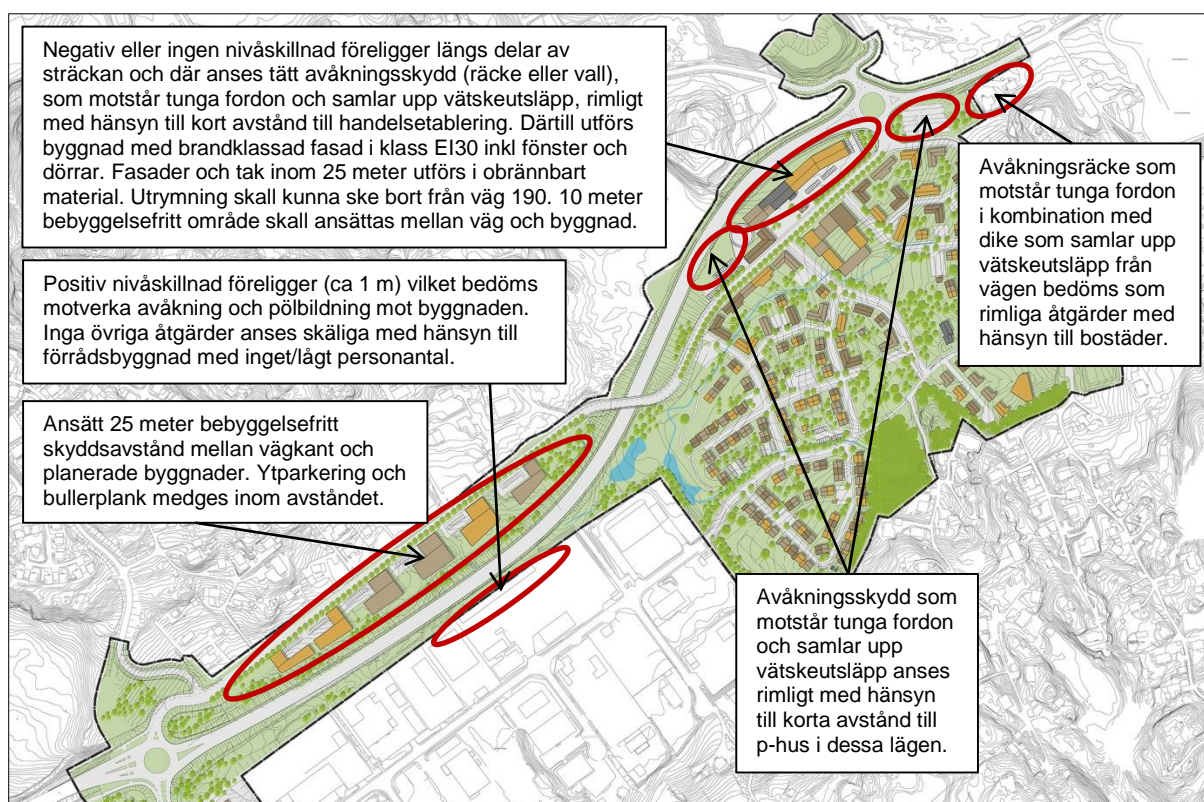 Negativ eller ingen nivåskillnad föreligger längs delar av
sträckan och där anses tätt avåkningsskydd (räcke eller vall),
som motstår tunga fordon och samlar upp vätskeutsläpp, rimligt
med hänsyn till kort avstånd till handelsetablering. Därtill utförs
byggnad med brandklassad fasad i klass EI30 inkl fönster och
dörrar. Fasader och tak inom 25 meter utförs i obrännbart
material. Utrymning skall kunna ske bort från väg 190. 10 meter
bebyggelsefritt område skall ansättas mellan väg och byggnad.
Avåkningsräcke som
motstår tunga fordon
i kombination med
dike som samlar upp
vätskeutsläpp från
vägen bedöms som
rimliga åtgärder med
hänsyn till bostäder.
Positiv nivåskillnad föreligger (ca 1 m) vilket bedöms
motverka avåkning och pölbildning mot byggnaden.
Inga övriga åtgärder anses skäliga med hänsyn till
förrådsbyggnad med inget/lågt personantal.
Ansätt 25 meter bebyggelsefritt
skyddsavstånd mellan vägkant och
planerade byggnader. Ytparkering och
bullerplank medges inom avståndet.
Avåkningsskydd som
motstår tunga fordon
och samlar upp
vätskeutsläpp anses
rimligt med hänsyn
till korta avstånd till
p-hus i dessa lägen.